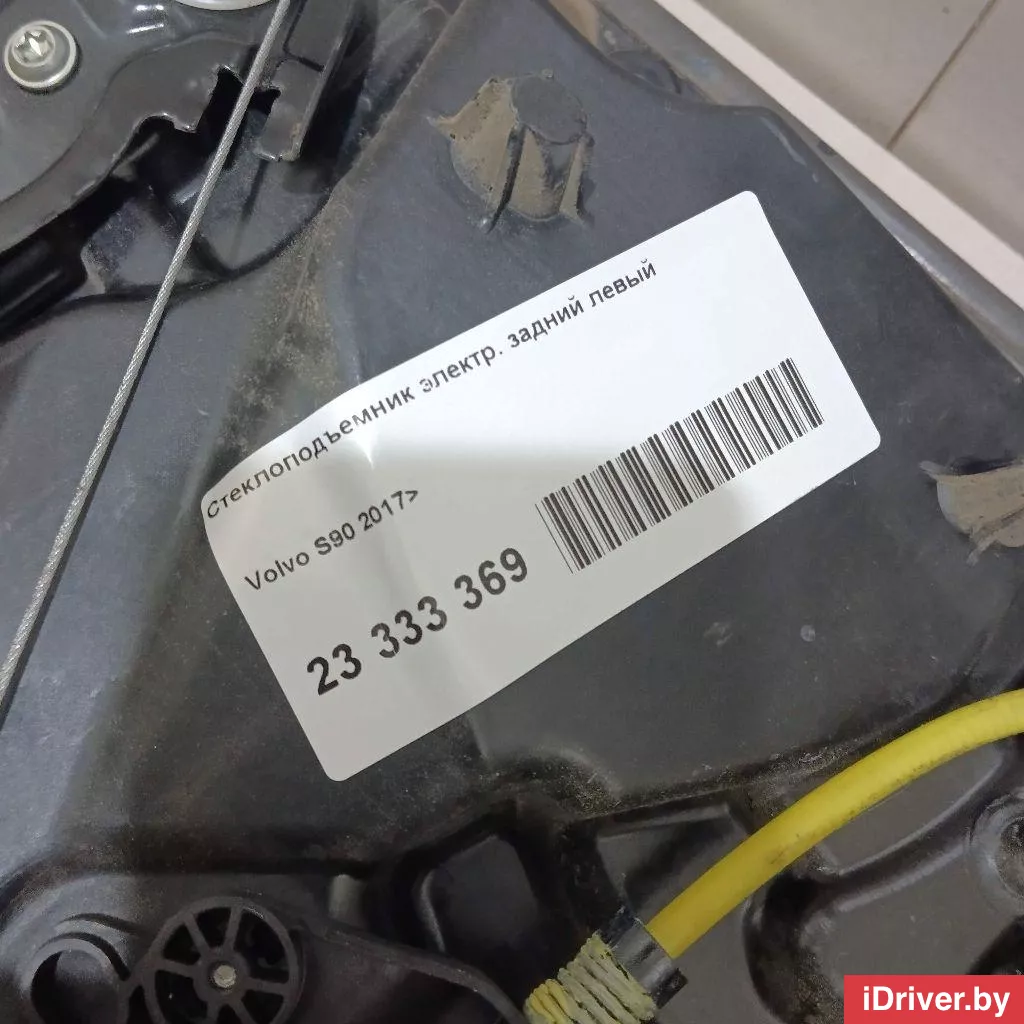 Стеклоподъемник электр. задний левый
Volvo S90 2017>
23 333 369
iDriver.by